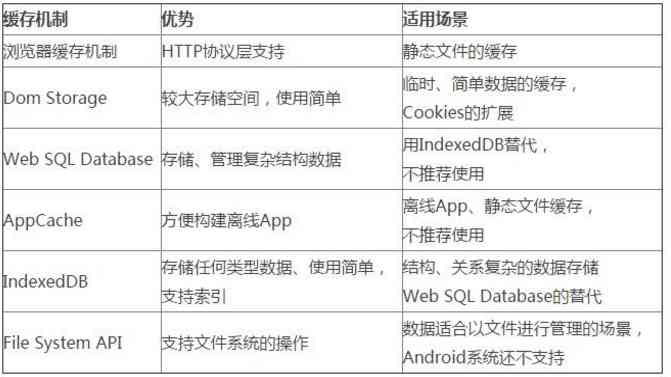 缓存机制 优势 适用场景
浏览器缓存机制 HTTP协议层支持 静态文件的缓存
Dom Storage 较大存储空间，使用简单 临时、简单数据的缓存，
Cookies的扩展
Web SQL Database 存储、管理复杂结构数据 用IndexedDB替代，
不推荐使用
AppCache 方便构建离线App 离线App、静态文件缓存，
不推荐使用
IndexedDB 存储任何类型数据、使用简单， 结构、关系复杂的数据存储
支持索引 Web SQL Database的替代
File System API 支持文件系统的操作 数据适合以文件进行管理的场景，
Android系统还不支持